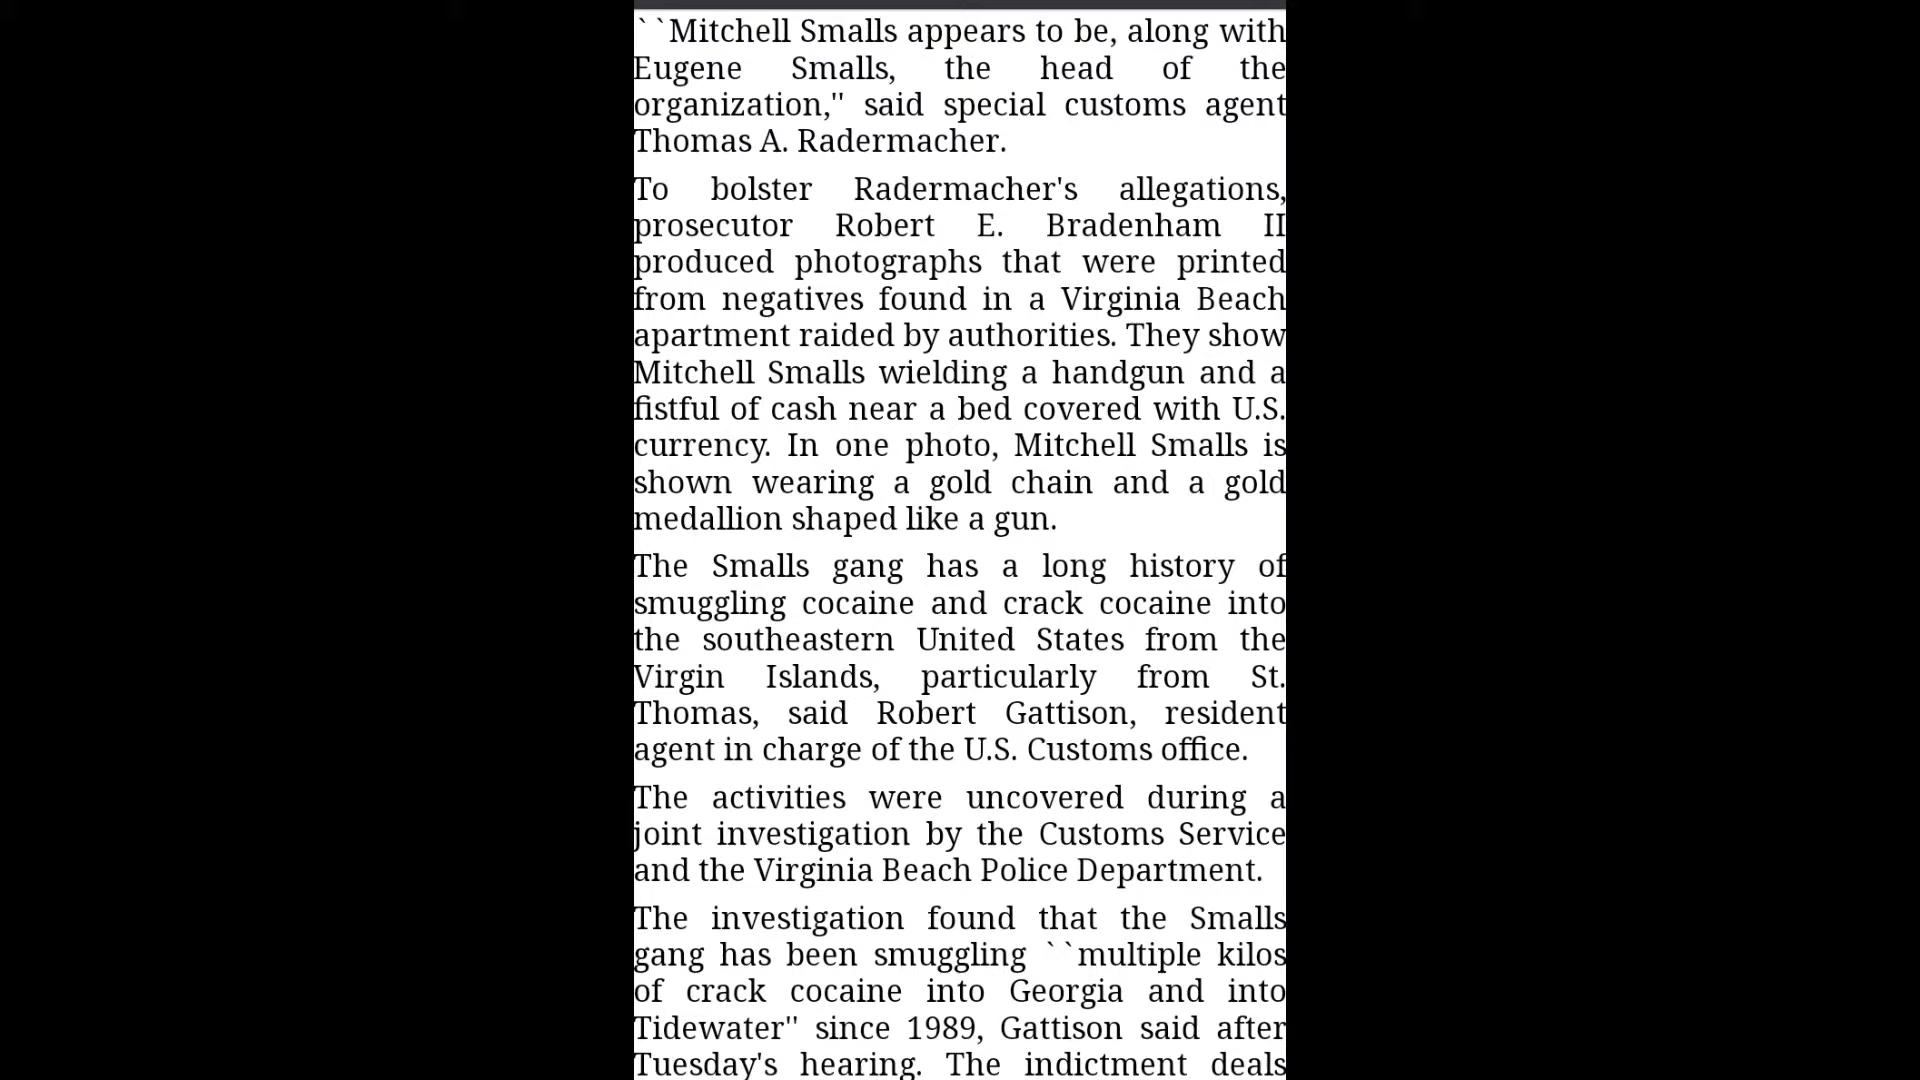 ``Mitchell Smalls appears to be, along with
Eugene Smalls, the head of the
organization,'' said special customs agent
Thomas A. Radermacher.
To bolster Radermacher's allegations,
prosecutor Robert E. Bradenham II
produced photographs that were printed
from negatives found in a Virginia Beach
apartment raided by authorities. They show
Mitchell Smalls wielding a handgun and a
fistful of cash near a bed covered with U.S.
currency. In one photo, Mitchell Smalls is
shown wearing a gold chain and a gold
medallion shaped like a gun.
The Smalls gang has a long history of
smuggling cocaine and crack cocaine into
the southeastern United States from the
Virgin Islands, particularly from St.
Thomas, said Robert Gattison, resident
agent in charge of the U.S. Customs office.
The activities were uncovered during a
joint investigation by the Customs Service
and the Virginia Beach Police Department.
The investigation found that the Smalls
gang has been smuggling ``multiple kilos
of crack cocaine into Georgia and into
Tidewater'' since 1989, Gattison said after
Tuesday's hearing. The indictment deals